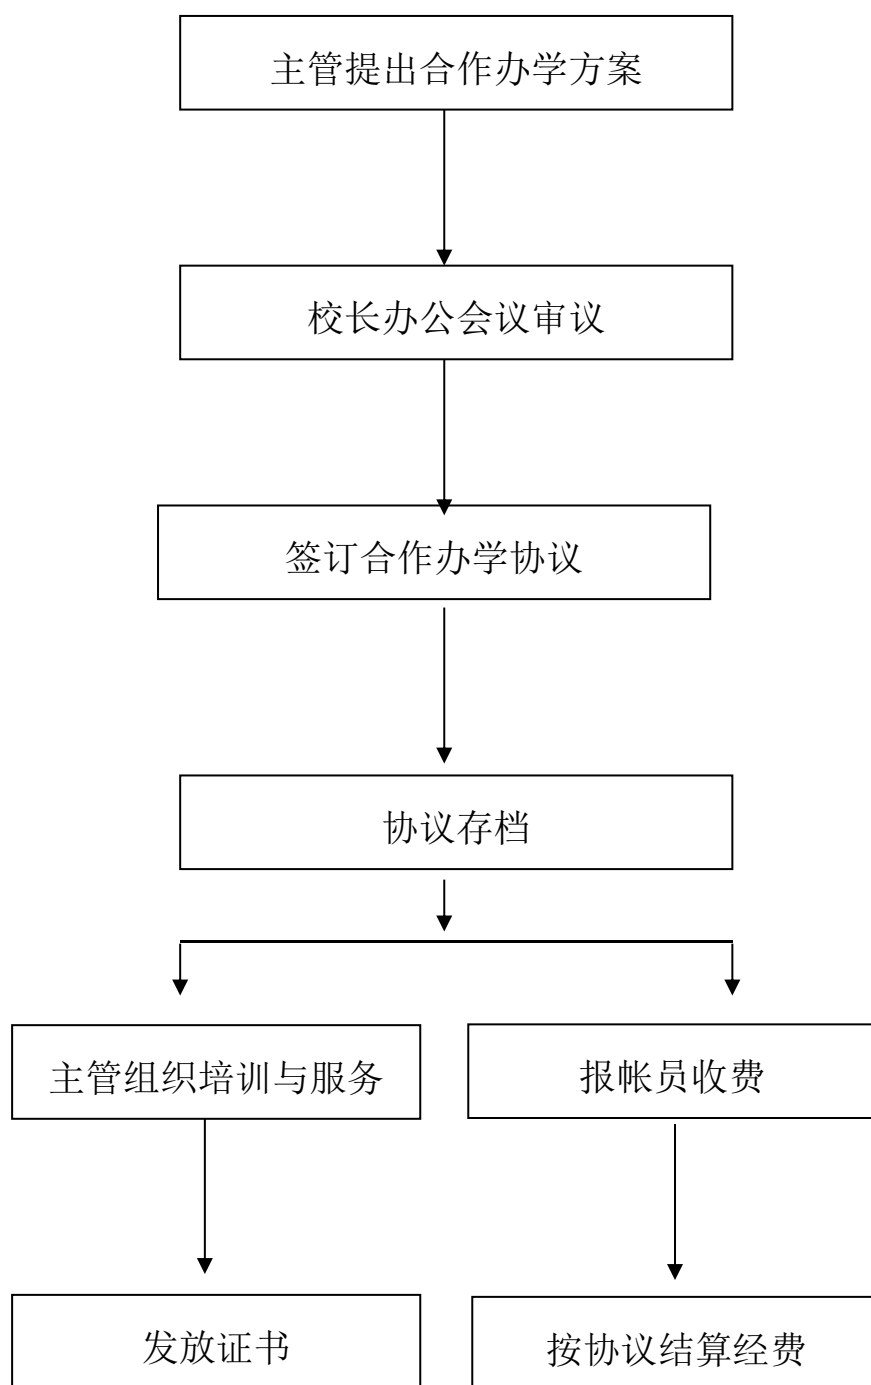 主管提出合作办学方案
校长办公会议审议
签订合作办学协议
协议存档
主管组织培训与服务
报帐员收费
发放证书
按协议结算经费